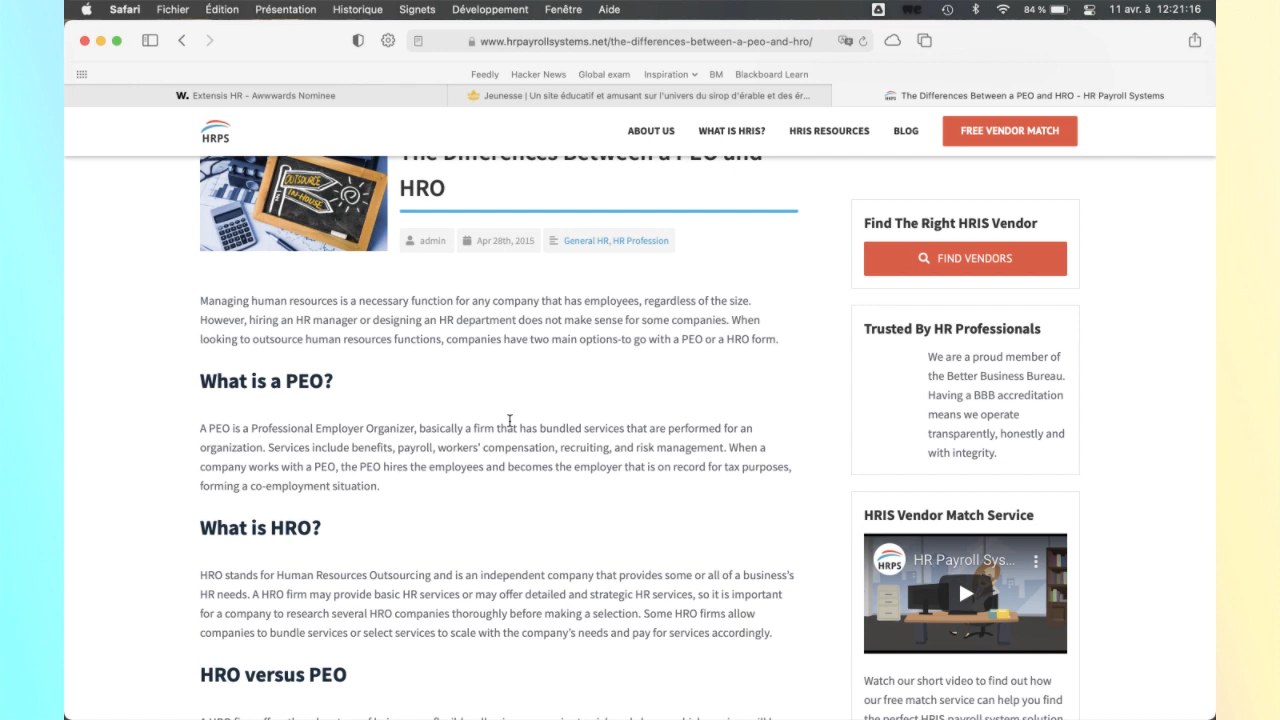 Safari Fichier Édition Présentation Historique Signets Développement Fenêtre Aide 84 % 11 avr. à 12:21:16
www.hrpayrollsystems.net/the-differences-between-a-peo-and-hro/
Feedly Hacker News Global exam Inspiration BM Blackboard Learn
W. Extensis HR - Awwwards Nominee
Jeunesse | Un site éducatif et amusant sur l'univers du sirop d'érable et des ér...
The Differences Between a PEO and HRO - HR Payroll Systems
HRPS
ABOUT US WHAT IS HRIS? HRIS RESOURCES BLOG FREE VENDOR MATCH
The Differences Between a PEO and
HRO
OUTSOURCE
IN-HOUSE
admin Apr 28th, 2015 General HR, HR Profession
Managing human resources is a necessary function for any company that has employees, regardless of the size.
However, hiring an HR manager or designing an HR department does not make sense for some companies. When
looking to outsource human resources functions, companies have two main options-to go with a PEO or a HRO form.
What is a PEO?
A PEO is a Professional Employer Organizer, basically a firm that has bundled services that are performed for an
organization. Services include benefits, payroll, workers' compensation, recruiting, and risk management. When a
company works with a PEO, the PEO hires the employees and becomes the employer that is on record for tax purposes,
forming a co-employment situation.
What is HRO?
HRO stands for Human Resources Outsourcing and is an independent company that provides some or all of a business's
HR needs. A HRO firm may provide basic HR services or may offer detailed and strategic HR services, so it is important
for a company to research several HRO companies thoroughly before making a selection. Some HRO firms allow
companies to bundle services or select services to scale with the company's needs and pay for services accordingly.
HRO versus PEO
Find The Right HRIS Vendor
FIND VENDORS
Trusted By HR Professionals
We are a proud member of
the Better Business Bureau.
Having a BBB accreditation
means we operate
transparently, honestly and
with integrity.
HRIS Vendor Match Service
HRPS HR Payroll Sys...
Watch our short video to find out how
our free match service can help you find
the perfect HRIS payroll system solution